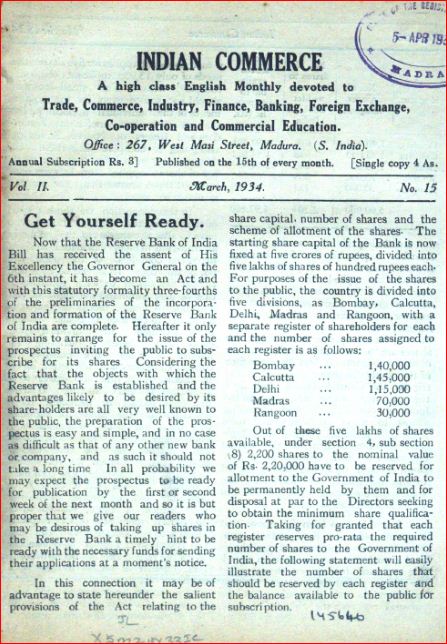 OF THE REGIS
5- APR 193
MADRA
INDIAN COMMERCE
A high class English Monthly devoted to
Trade, Commerce, Industry, Finance, Banking, Foreign Exchange,
Co-operation and Commercial Education.
Office: 267, West Masi Street, Madura. (S. India).
Annual Subscription Rs. 3] Published on the 15th of every month. [Single copy 4 As.
Vol II. March, 1934. No. 15
Get Yourself Ready.
Now that the Reserve Bank of India
Bill has received the assent of His
Excellency the Governor General on the
6th instant, it has become an Act and
with this statutory formality three-fourths
of the preliminaries of the incorpora-
tion and formation of the Reserve Bank
of India are complete. Hereafter it only
remains to arrange for the issue of the
prospectus inviting the public to subs-
cribe for its shares Considering the
fact that the objects with which the
Reserve Bank is established and the
advantages likely to be desired by its
share-holders are all very well known to
the public, the preparation of the pros-
pectus is easy and simple, and in no case
as difficult as that of any other new bank
or company, and as such it should not
take a long time In all probability we
may expect the prospectus to be ready
for publication by the first or second
week of the next month and so it is but
proper that we give our readers who
may be desirous of taking up shares in
the Reserve Bank a timely hint to be
ready with the necessary funds for sending
their applications at a moment's notice.
In this connection it may be of
advantage to state hereunder the salient
provisions of the Act relating to the
share capital, number of shares and the
scheme of allotment of the shares. The
starting share capital of the Bank is now
fixed at five crores of rupees, divided into
five lakhs of shares of hundred rupees each.
For purposes of the issue of the shares
to the public, the country is divided into
five divisions, as Bombay, Calcutta,
Delhi, Madras and Rangoon, with a
separate register of shareholders for each
and the number of shares assigned to
each register is as follows:
Bombay ... 1,40,000
Calcutta ... 1,45,000
Delhi ... 1,15,000
Madras ... 70,000
Rangoon ... 30,000
Out of these five lakhs of shares
available, under section 4, sub section
(8) 2,200 shares to the nominal value
of Rs. 2,20,000 have to be reserved for
allotment to the Government of India to
be permanently held by them and for
disposal at par to the Directors seeking
to obtain the minimum share qualifica-
tion. Taking for granted that each
register reserves pro-rata the required
number of shares to the Government of
India, the following statement will easily
illustrate the number of shares that
should be reserved by each register and
the balance available to the public for
subscription.
145640